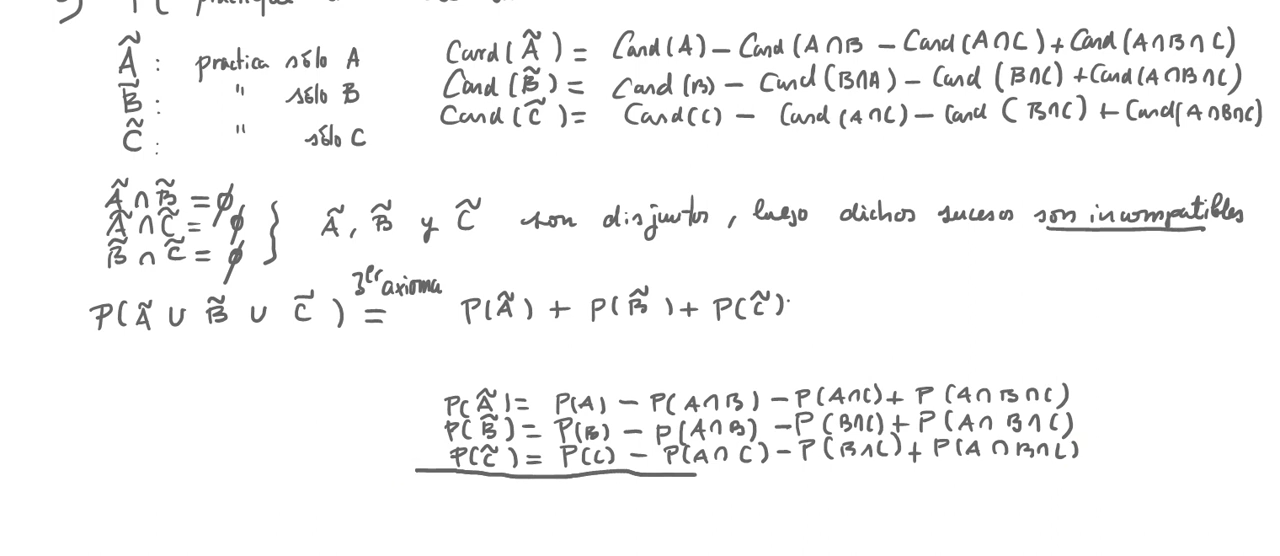 Ã : practica sólo A Card(Ã) = Card(A) − Card(A∩B − Card(A∩C) + Card(A∩B∩C)
B̃ : " sólo B Card(B̃) = Card(B) − Card(B∩A) − Card(B∩C) + Card(A∩B∩C)
C̃ : " sólo C Card(C̃) = Card(C) − Card(A∩C) − Card(B∩C) + Card(A∩B∩C)
Ã ∩ B̃ = ∅
Ã ∩ C̃ = ∅ } Ã, B̃ y C̃ son disjuntos, luego dichos sucesos son incompatibles
B̃ ∩ C̃ = ∅
3er axioma
P(Ã ∪ B̃ ∪ C̃) = P(Ã) + P(B̃) + P(C̃)
P(Ã) = P(A) − P(A∩B) − P(A∩C) + P(A∩B∩C)
P(B̃) = P(B) − P(A∩B) − P(B∩C) + P(A∩B∩C)
P(C̃) = P(C) − P(A∩C) − P(B∩C) + P(A∩B∩C)